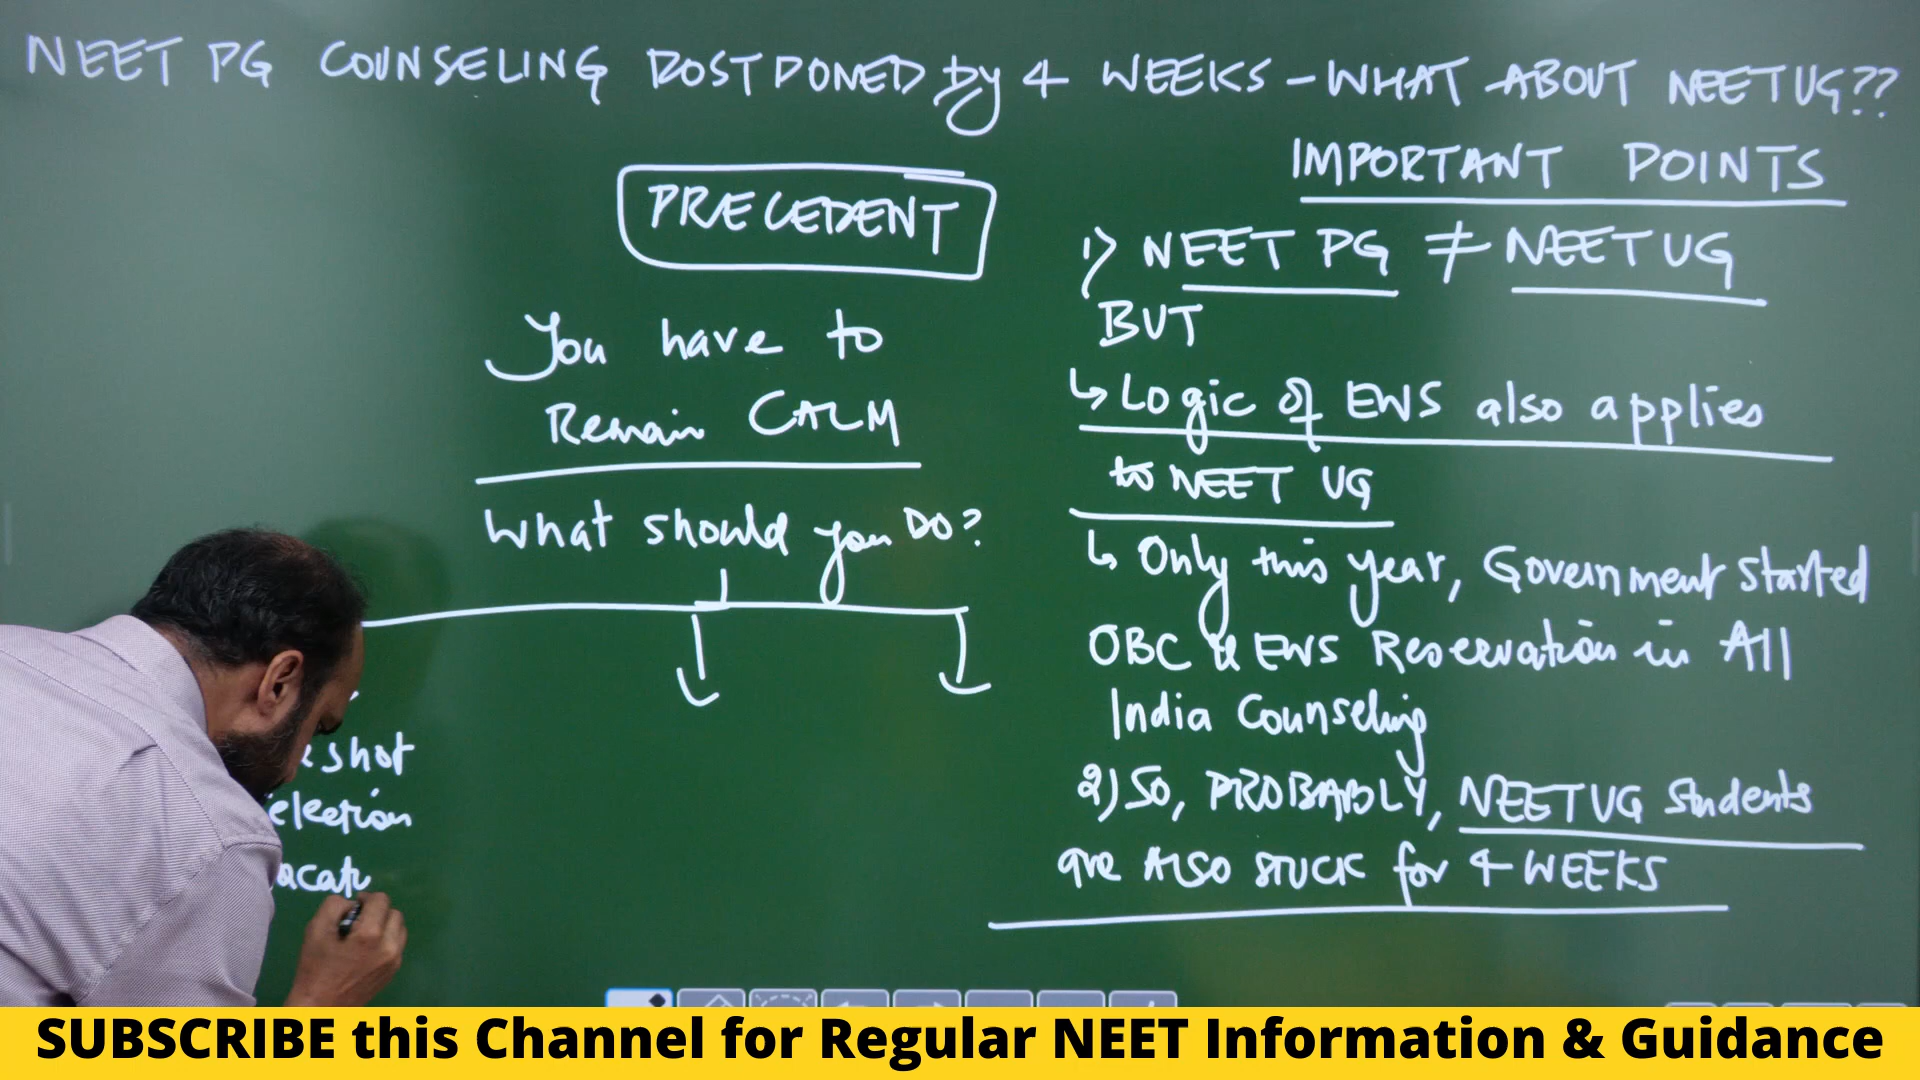 NEET PG COUNSELING POSTPONED by 4 WEEKS - WHAT ABOUT NEET UG??
PRECEDENT
You have to
Remain CALM
What should you DO?
eshot
election
IMPORTANT POINTS
1) NEET PG ≠ NEET UG
BUT
↳ Logic of EWS also applies
to NEET UG
↳ Only this year, Government started
OBC & EWS Reservation in All
India Counseling
2) SO, PROBABLY, NEET UG Students
are ALSO STUCK for 4 WEEKS
SUBSCRIBE this Channel for Regular NEET Information & Guidance